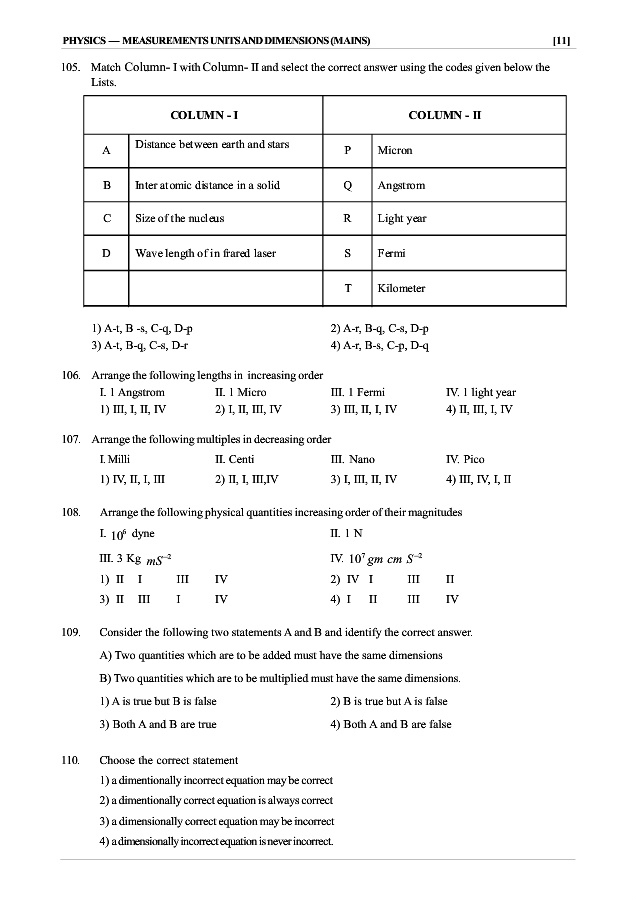 PHYSICS — MEASUREMENTS UNITS AND DIMENSIONS (MAINS) [11]
105. Match Column- I with Column- II and select the correct answer using the codes given below the
Lists.
COLUMN - I COLUMN - II
A Distance between earth and stars P Micron
B Inter atomic distance in a solid Q Angstrom
C Size of the nucleus R Light year
D Wave length of in frared laser S Fermi
T Kilometer
1) A-t, B -s, C-q, D-p 2) A-r, B-q, C-s, D-p
3) A-t, B-q, C-s, D-r 4) A-r, B-s, C-p, D-q
106. Arrange the following lengths in increasing order
I. 1 Angstrom II. 1 Micro III. 1 Fermi IV. 1 light year
1) III, I, II, IV 2) I, II, III, IV 3) III, II, I, IV 4) II, III, I, IV
107. Arrange the following multiples in decreasing order
I. Milli II. Centi III. Nano IV. Pico
1) IV, II, I, III 2) II, I, III,IV 3) I, III, II, IV 4) III, IV, I, II
108. Arrange the following physical quantities increasing order of their magnitudes
I. 10⁶ dyne II. 1 N
III. 3 Kg mS⁻² IV. 10⁷ gm cm S⁻²
1) II I III IV 2) IV I III II
3) II III I IV 4) I II III IV
109. Consider the following two statements A and B and identify the correct answer.
A) Two quantities which are to be added must have the same dimensions
B) Two quantities which are to be multiplied must have the same dimensions.
1) A is true but B is false 2) B is true but A is false
3) Both A and B are true 4) Both A and B are false
110. Choose the correct statement
1) a dimentionally incorrect equation may be correct
2) a dimentionally correct equation is always correct
3) a dimensionally correct equation may be incorrect
4) a dimensionally incorrect equation is never incorrect.